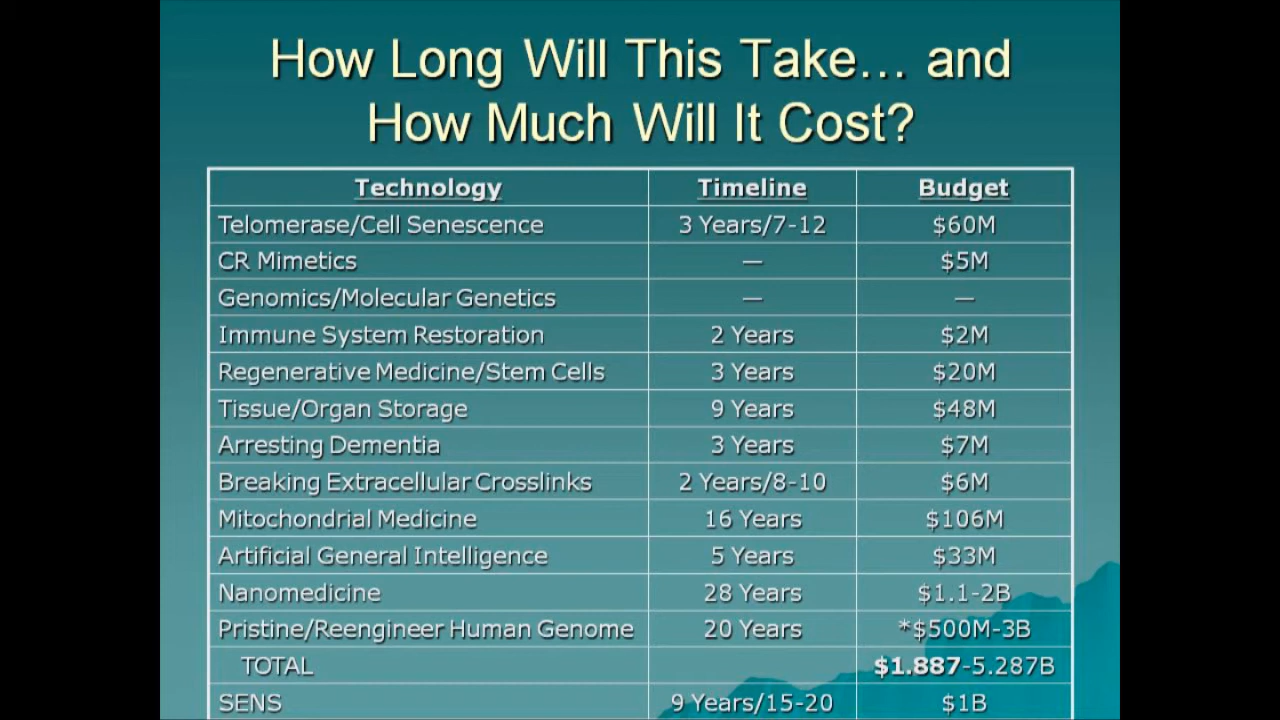 How Long Will This Take… and
How Much Will It Cost?
Technology Timeline Budget
Telomerase/Cell Senescence 3 Years/7-12 $60M
CR Mimetics — $5M
Genomics/Molecular Genetics — —
Immune System Restoration 2 Years $2M
Regenerative Medicine/Stem Cells 3 Years $20M
Tissue/Organ Storage 9 Years $48M
Arresting Dementia 3 Years $7M
Breaking Extracellular Crosslinks 2 Years/8-10 $6M
Mitochondrial Medicine 16 Years $106M
Artificial General Intelligence 5 Years $33M
Nanomedicine 28 Years $1.1-2B
Pristine/Reengineer Human Genome 20 Years *$500M-3B
TOTAL $1.887-5.287B
SENS 9 Years/15-20 $1B